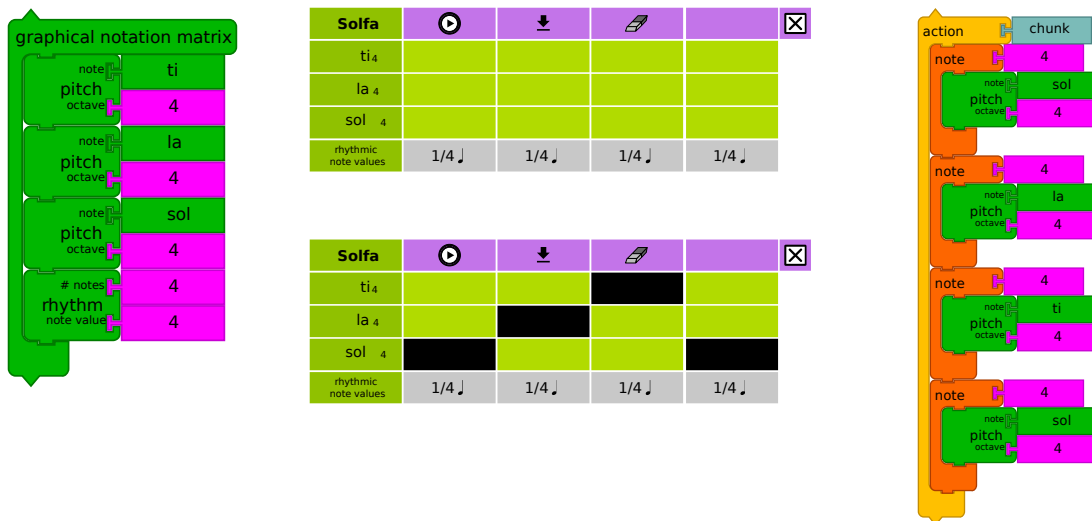 graphical notation matrix
note ti
pitch
octave 4
note la
pitch
octave 4
note sol
pitch
octave 4
# notes 4
rhythm
note value 4
Solfa
ti 4
la 4
sol 4
rhythmic
note values 1/4 ♩ 1/4 ♩ 1/4 ♩ 1/4 ♩
Solfa
ti 4
la 4
sol 4
rhythmic
note values 1/4 ♩ 1/4 ♩ 1/4 ♩ 1/4 ♩
action chunk
note 4
note sol
pitch
octave 4
note 4
note la
pitch
octave 4
note 4
note ti
pitch
octave 4
note 4
note sol
pitch
octave 4